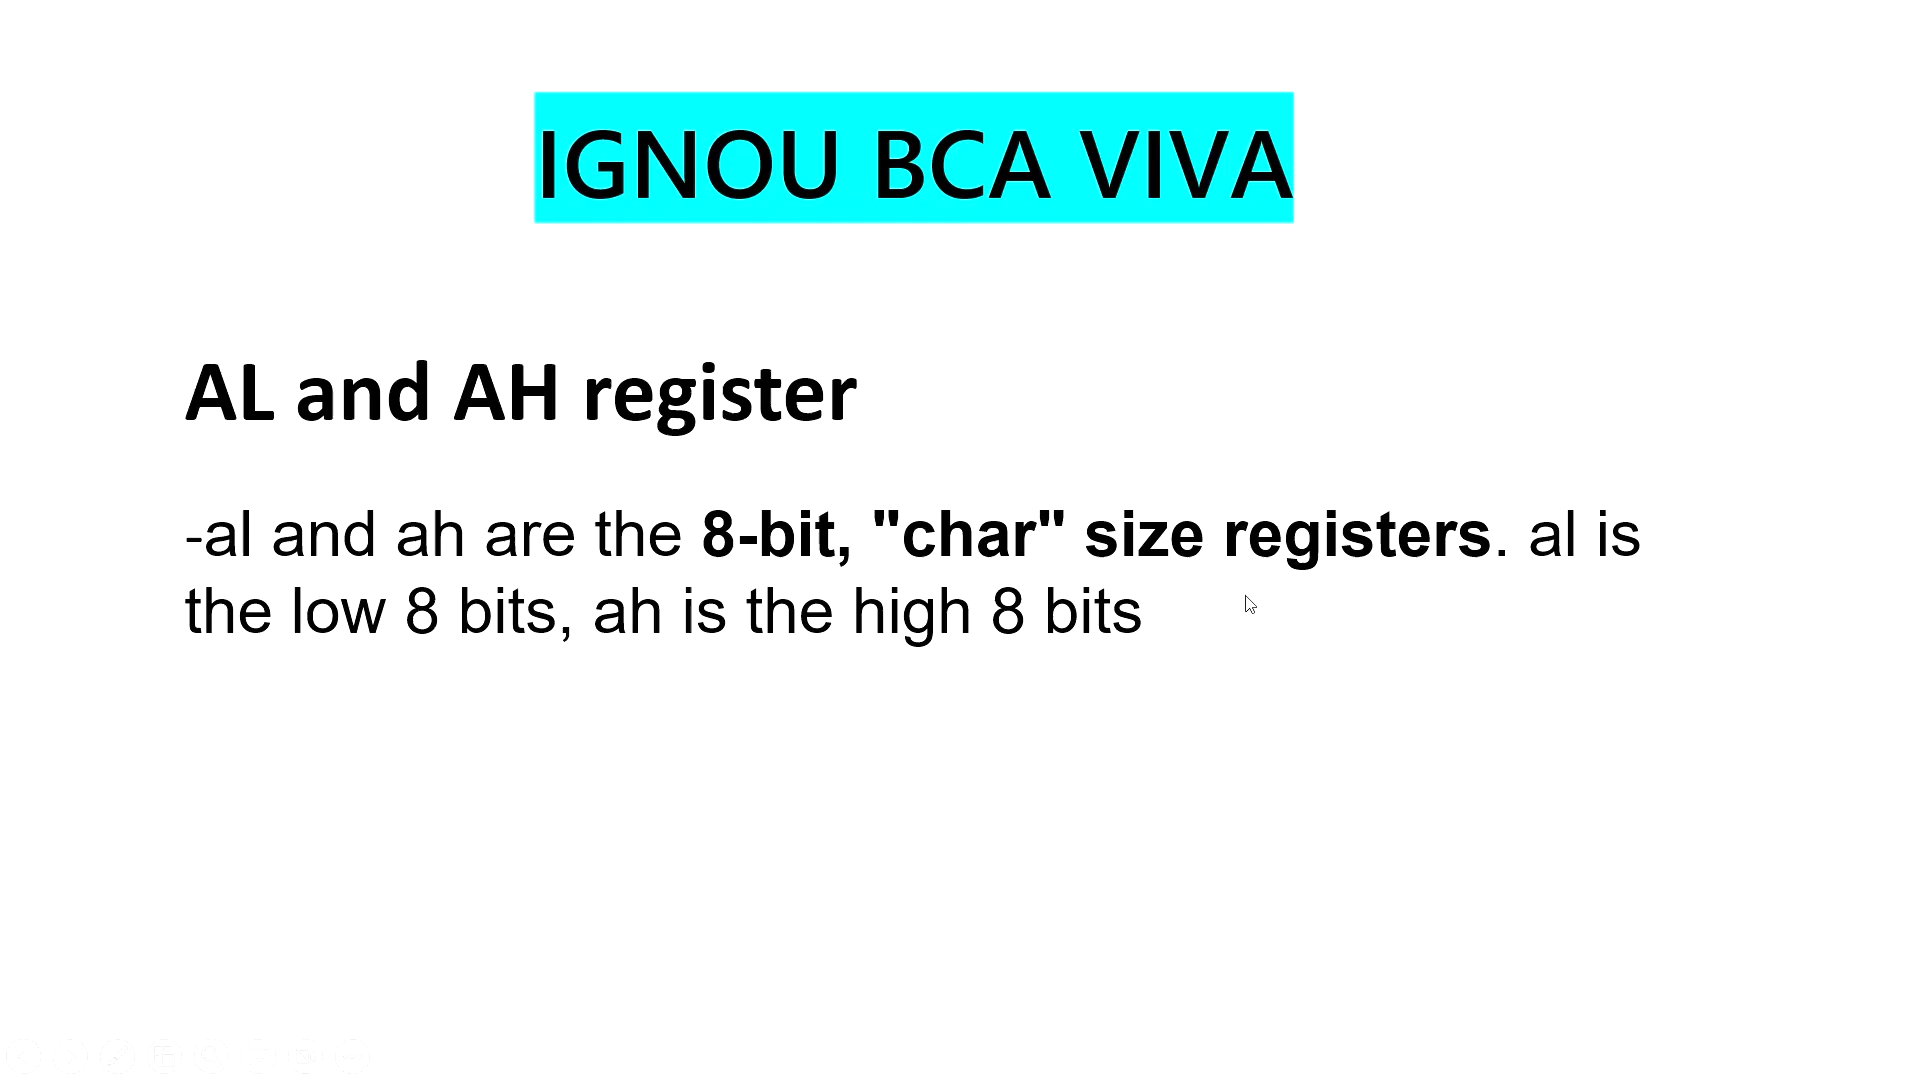 IGNOU BCA VIVA
AL and AH register
-al and ah are the 8-bit, "char" size registers. al is
the low 8 bits, ah is the high 8 bits